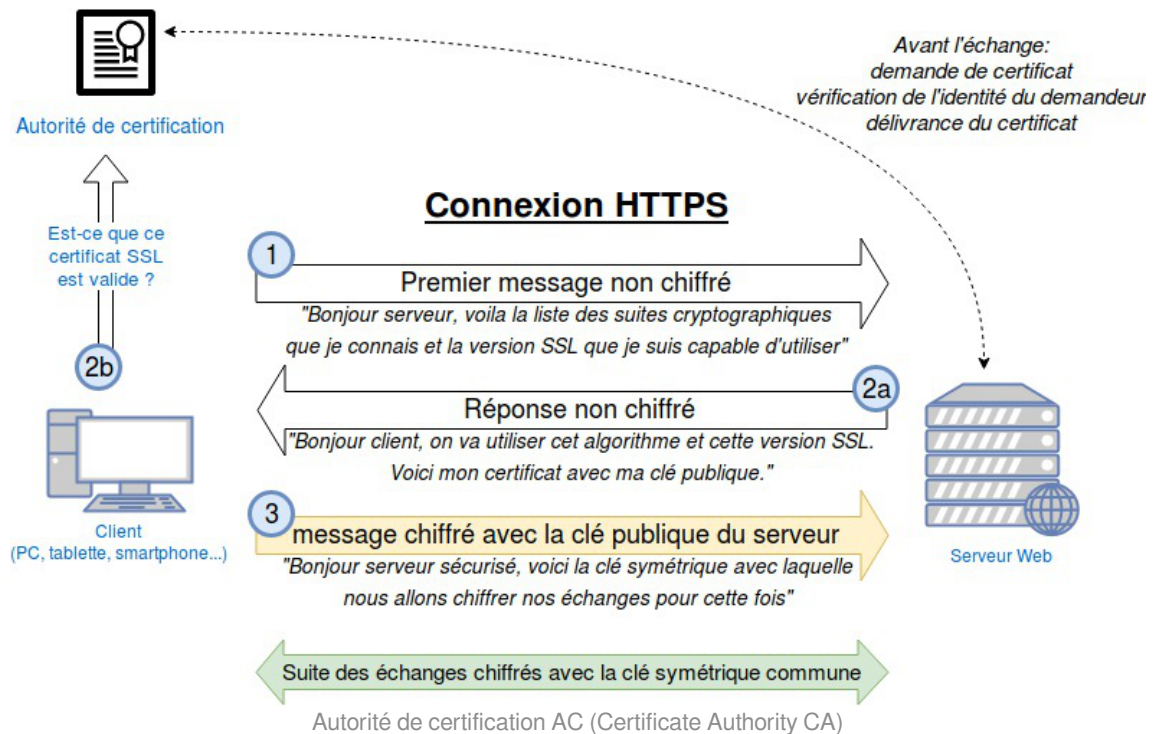 Avant l'échange:
demande de certificat
vérification de l'identité du demandeur
délivrance du certificat
Autorité de certification
Est-ce que ce
certificat SSL
est valide ?
2b
Connexion HTTPS
1
Premier message non chiffré
"Bonjour serveur, voila la liste des suites cryptographiques
que je connais et la version SSL que je suis capable d'utiliser"
2a
Réponse non chiffré
"Bonjour client, on va utiliser cet algorithme et cette version SSL.
Voici mon certificat avec ma clé publique."
3
message chiffré avec la clé publique du serveur
"Bonjour serveur sécurisé, voici la clé symétrique avec laquelle
nous allons chiffrer nos échanges pour cette fois"
Client
(PC, tablette, smartphone...)
Serveur Web
Suite des échanges chiffrés avec la clé symétrique commune
Autorité de certification AC (Certificate Authority CA)